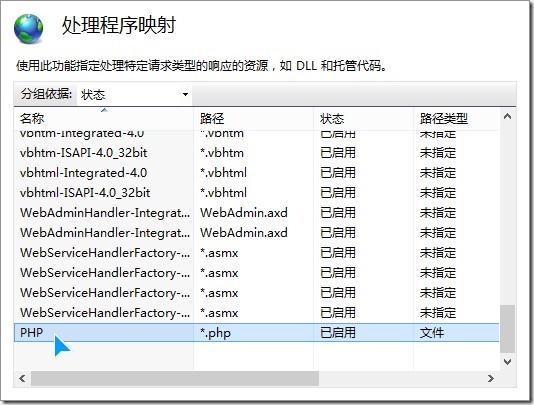 处理程序映射
使用此功能指定处理特定请求类型的响应的资源，如 DLL 和托管代码。
分组依据: 状态
名称 路径 状态 路径类型
vbhtm-Integrated-4.0 *.vbhtm 已启用 未指定
vbhtm-ISAPI-4.0_32bit *.vbhtm 已启用 未指定
vbhtml-Integrated-4.0 *.vbhtml 已启用 未指定
vbhtml-ISAPI-4.0_32bit *.vbhtml 已启用 未指定
WebAdminHandler-Integrat... WebAdmin.axd 已启用 未指定
WebAdminHandler-Integrat... WebAdmin.axd 已启用 未指定
WebServiceHandlerFactory-... *.asmx 已启用 未指定
WebServiceHandlerFactory-... *.asmx 已启用 未指定
WebServiceHandlerFactory-... *.asmx 已启用 未指定
WebServiceHandlerFactory-... *.asmx 已启用 未指定
PHP *.php 已启用 文件